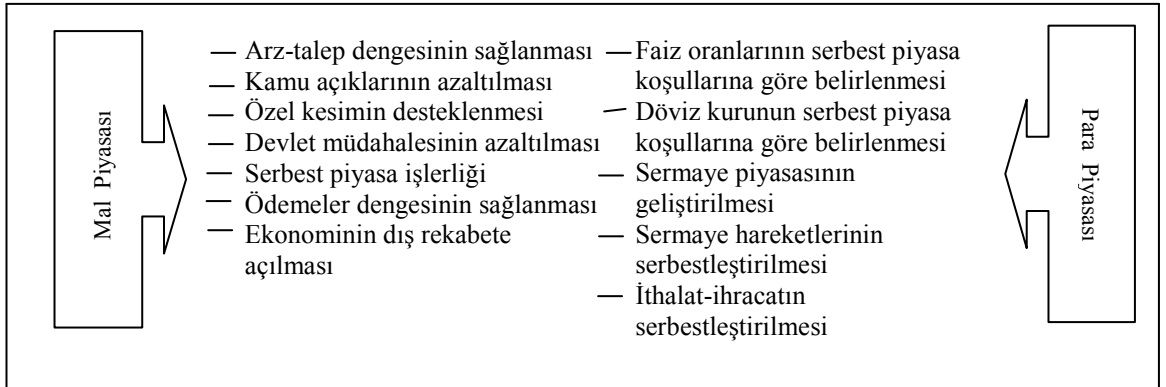 Mal Piyasası
— Arz-talep dengesinin sağlanması
— Kamu açıklarının azaltılması
— Özel kesimin desteklenmesi
— Devlet müdahalesinin azaltılması
— Serbest piyasa işlerliği
— Ödemeler dengesinin sağlanması
— Ekonominin dış rekabete
açılması
— Faiz oranlarının serbest piyasa
koşullarına göre belirlenmesi
— Döviz kurunun serbest piyasa
koşullarına göre belirlenmesi
— Sermaye piyasasının
geliştirilmesi
— Sermaye hareketlerinin
serbestleştirilmesi
— İthalat-ihracatın
serbestleştirilmesi
Para Piyasası